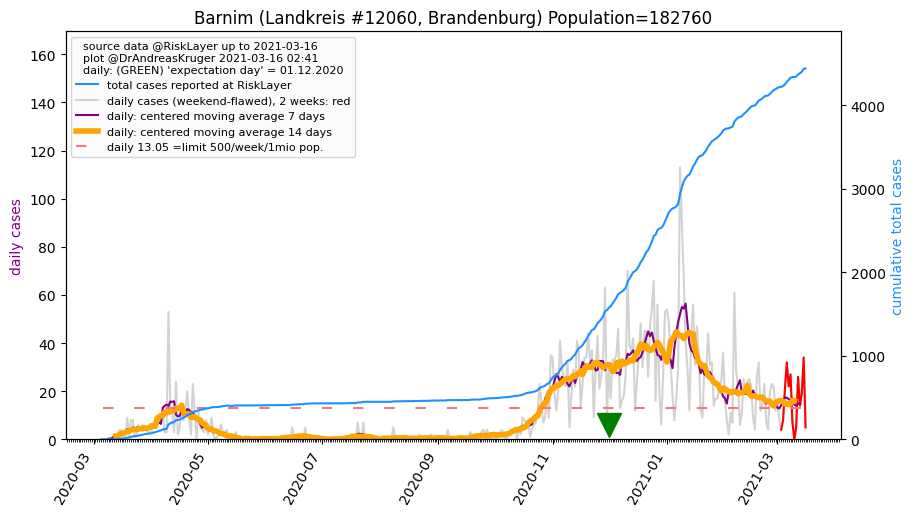 Barnim (Landkreis #12060, Brandenburg) Population=182760
source data @RiskLayer up to 2021-03-16
plot @DrAndreasKruger 2021-03-16 02:41
daily: (GREEN) 'expectation day' = 01.12.2020
total cases reported at RiskLayer
daily cases (weekend-flawed), 2 weeks: red
daily: centered moving average 7 days
daily: centered moving average 14 days
daily 13.05 =limit 500/week/1mio pop.
daily cases
160
140
120
100
80
60
40
20
0
cumulative total cases
4000
3000
2000
1000
0
2020-03
2020-05
2020-07
2020-09
2020-11
2021-01
2021-03